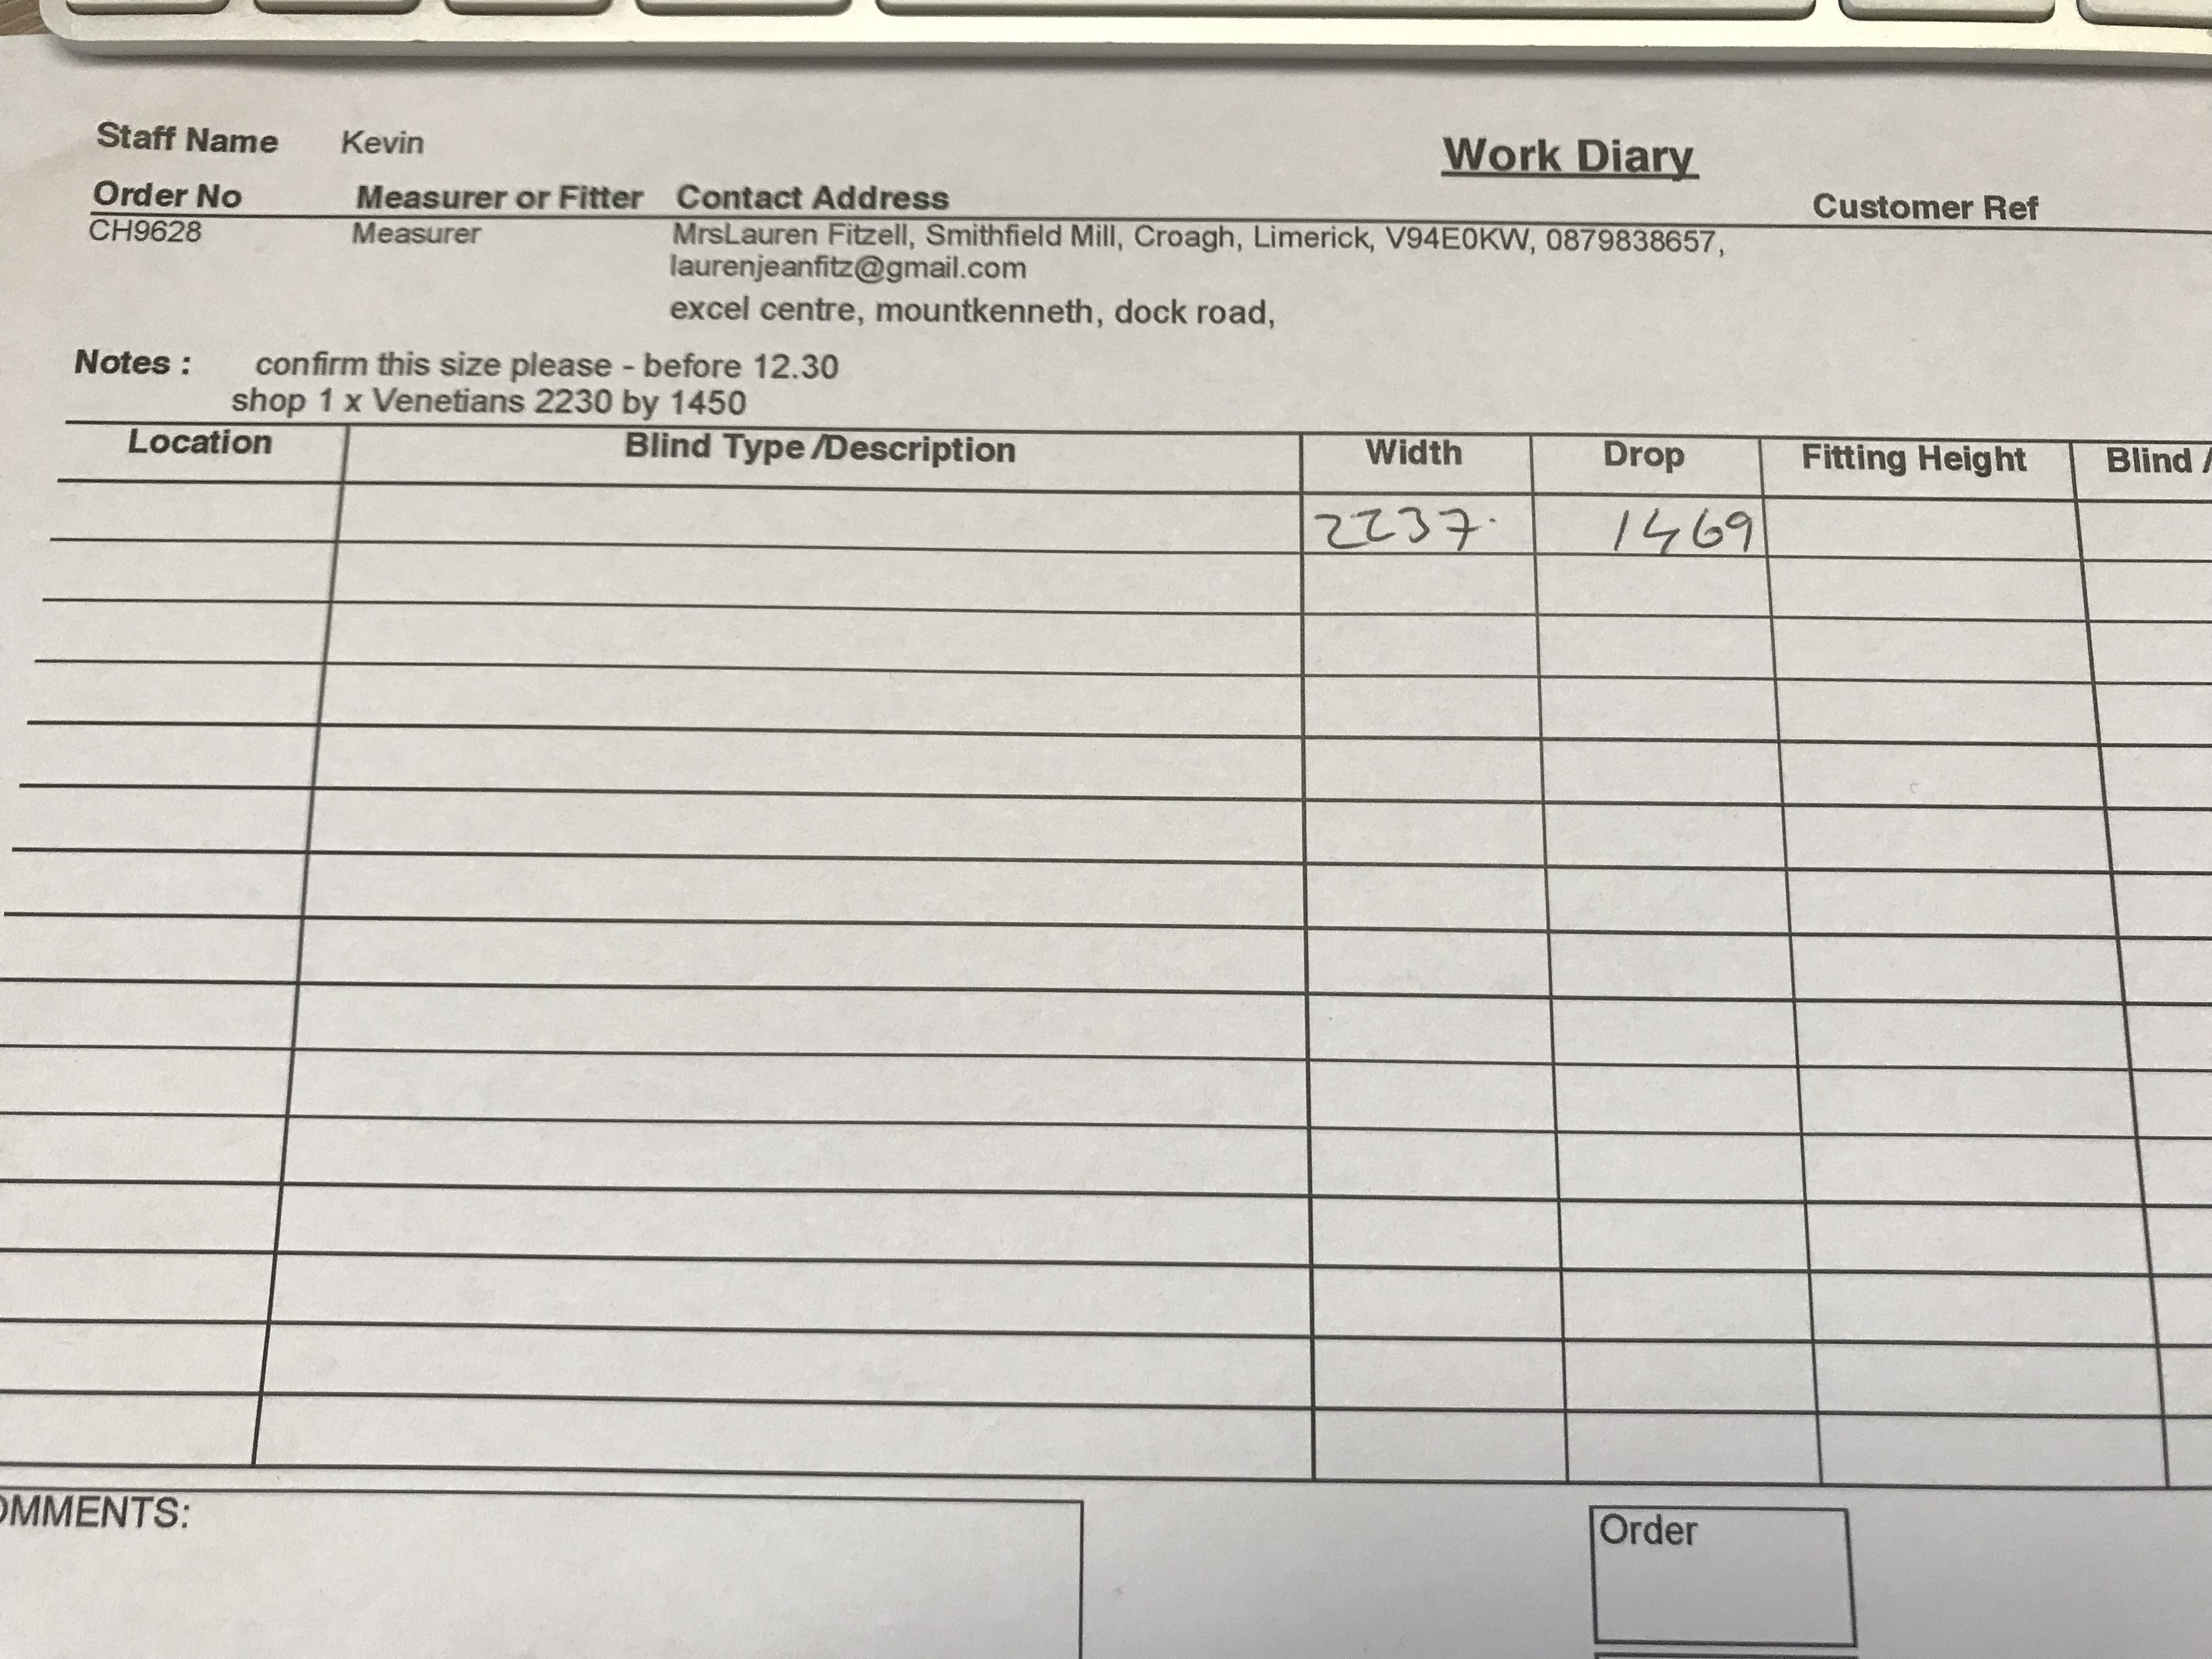 Staff Name Kevin
Work Diary
Order No Measurer or Fitter Contact Address Customer Ref
CH9628 Measurer MrsLauren Fitzell, Smithfield Mill, Croagh, Limerick, V94E0KW, 0879838657,
laurenjeanfitz@gmail.com
excel centre, mountkenneth, dock road,
Notes : confirm this size please - before 12.30
shop 1 x Venetians 2230 by 1450
Location Blind Type /Description Width Drop Fitting Height Blind /
2237 1469
OMMENTS:
Order